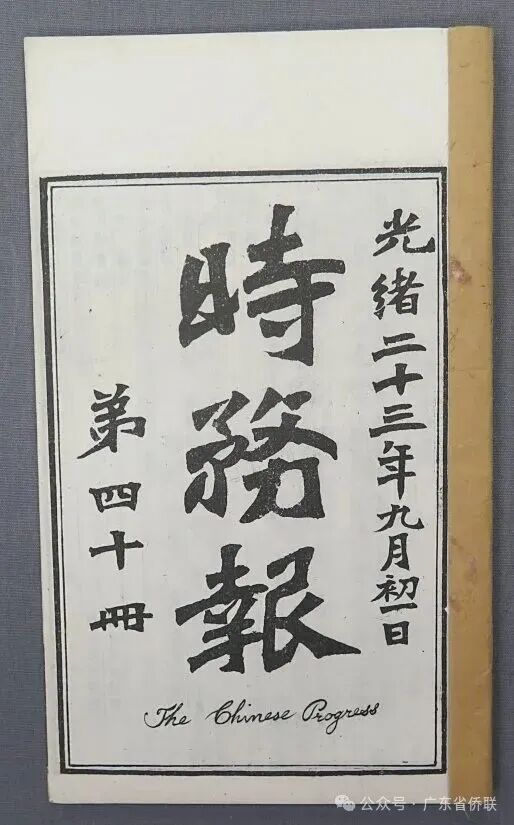 光緒二十三年九月初一日
時務報
第四十冊
The Chinese Progress
公众号·广东省侨联